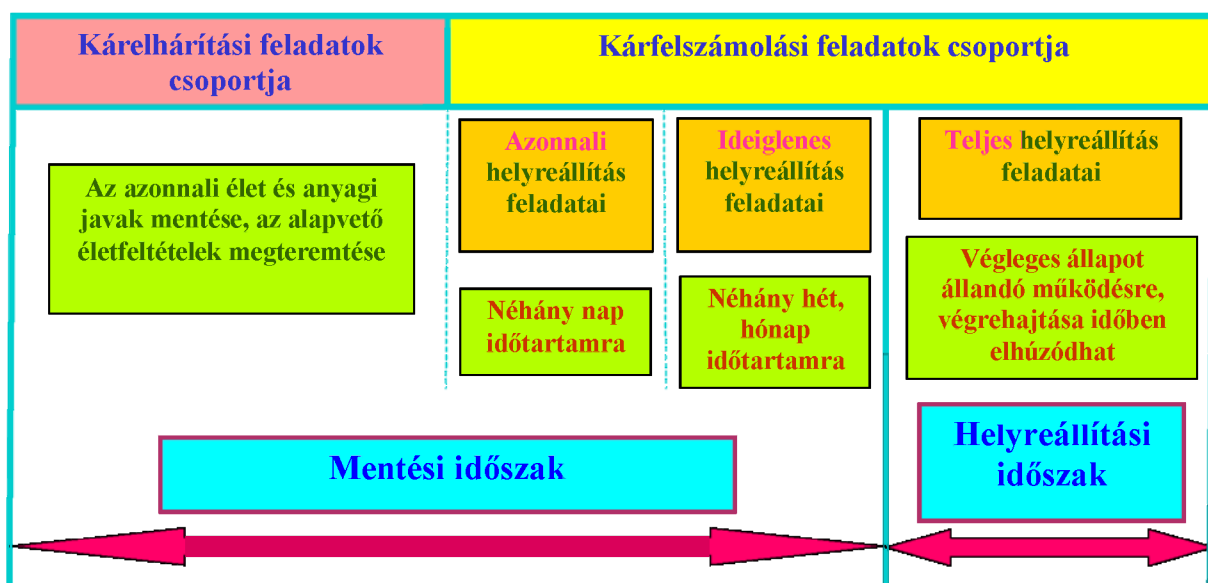 Kárelhárítási feladatok
csoportja
Kárfelszámolási feladatok csoportja
Az azonnali élet és anyagi
javak mentése, az alapvető
életfeltételek megteremtése
Azonnali
helyreállítás
feladatai
Néhány nap
időtartamra
Ideiglenes
helyreállítás
feladatai
Néhány hét,
hónap
időtartamra
Teljes helyreállítás
feladatai
Végleges állapot
állandó működésre,
végrehajtása időben
elhúzódhat
Mentési időszak
Helyreállítási
időszak